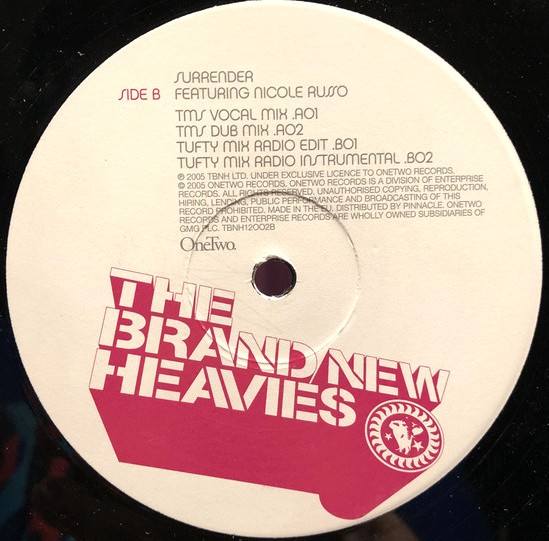 SURRENDER
SIDE B FEATURING NICOLE RUSSO
TMS VOCAL MIX .A01
TMS DUB MIX .A02
TUFTY MIX RADIO EDIT .B01
TUFTY MIX RADIO INSTRUMENTAL .B02
℗ 2005 TBNH LTD. UNDER EXCLUSIVE LICENCE TO ONETWO RECORDS.
© 2005 ONETWO RECORDS. ONETWO RECORDS IS A DIVISION OF ENTERPRISE
RECORDS. ALL RIGHTS RESERVED. UNAUTHORISED COPYING, REPRODUCTION,
HIRING, LENDING, PUBLIC PERFORMANCE AND BROADCASTING OF THIS
RECORD PROHIBITED. MADE IN THE EU. DISTRIBUTED BY PINNACLE. ONETWO
RECORDS AND ENTERPRISE RECORDS ARE WHOLLY OWNED SUBSIDIARIES OF
GMG PLC. TBNH12002B
OneTwo.
THE
BRAND NEW
HEAVIES